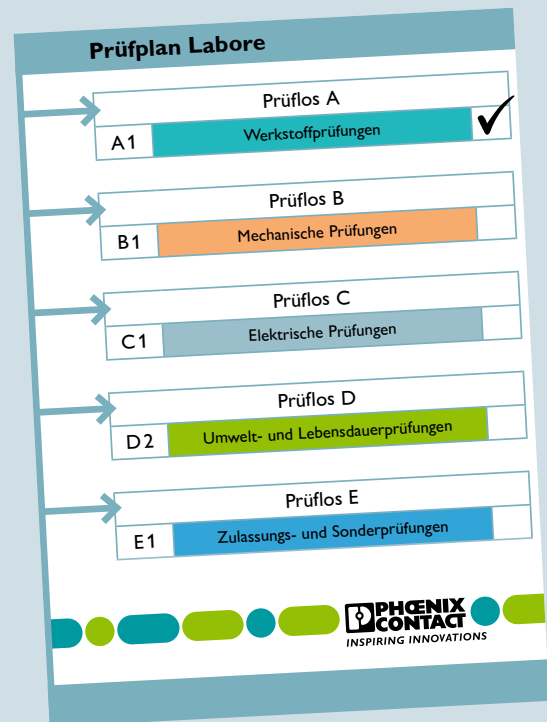 Prüfplan Labore
Prüflos A
A1 Werkstoffprüfungen
Prüflos B
B1 Mechanische Prüfungen
Prüflos C
C1 Elektrische Prüfungen
Prüflos D
D2 Umwelt- und Lebensdauerprüfungen
Prüflos E
E1 Zulassungs- und Sonderprüfungen
PHŒNIX
CONTACT
INSPIRING INNOVATIONS